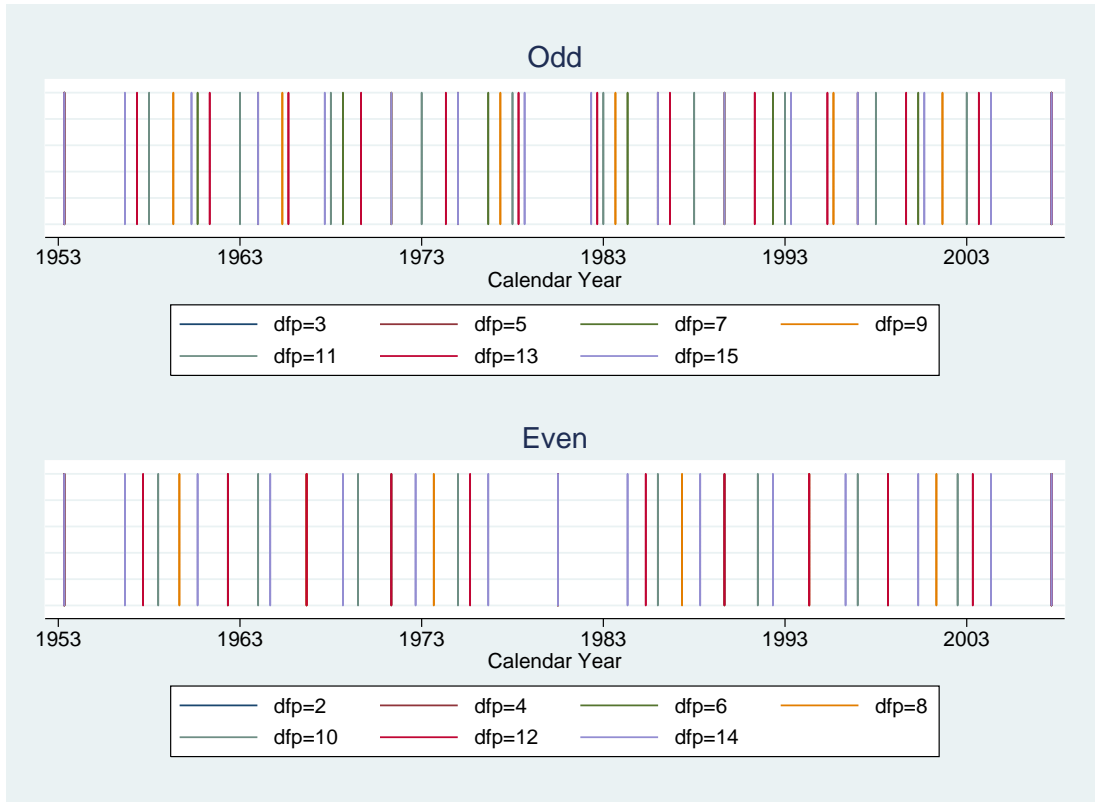 Odd
1953 1963 1973 1983 1993 2003
Calendar Year
dfp=3 dfp=5 dfp=7 dfp=9
dfp=11 dfp=13 dfp=15
Even
1953 1963 1973 1983 1993 2003
Calendar Year
dfp=2 dfp=4 dfp=6 dfp=8
dfp=10 dfp=12 dfp=14